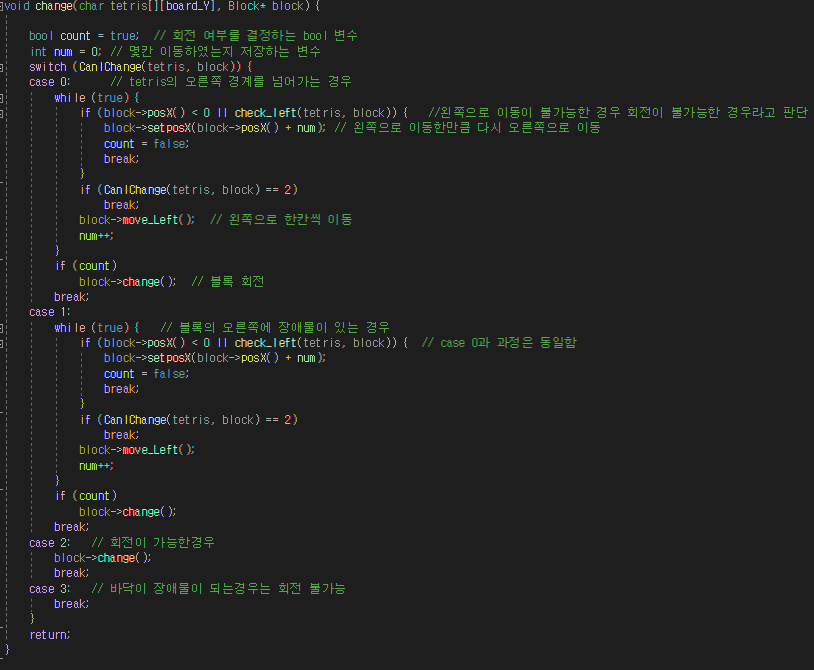 void change(char tetris[][board_Y], Block* block) {
bool count = true;  // 회전 여부를 결정하는 bool 변수
int num = 0; // 몇칸 이동하였는지 저장하는 변수
switch (CanIChange(tetris, block)) {
case 0:      // tetris의 오른쪽 경계를 넘어가는 경우
while (true) {
if (block->posX() < 0 || check_left(tetris, block)) {   //왼쪽으로 이동이 불가능한 경우 회전이 불가능한 경우라고 판단
block->setposX(block->posX() + num); // 왼쪽으로 이동한만큼 다시 오른쪽으로 이동
count = false;
break;
}
if (CanIChange(tetris, block) == 2)
break;
block->move_Left();  // 왼쪽으로 한칸씩 이동
num++;
}
if (count)
block->change();  // 블록 회전
break;
case 1:
while (true) {   // 블록의 오른쪽에 장애물이 있는 경우
if (block->posX() < 0 || check_left(tetris, block)) {  // case 0과 과정은 동일함
block->setposX(block->posX() + num);
count = false;
break;
}
if (CanIChange(tetris, block) == 2)
break;
block->move_Left();
num++;
}
if (count)
block->change();
break;
case 2:   // 회전이 가능한경우
block->change();
break;
case 3:   // 바닥이 장애물이 되는경우는 회전 불가능
break;
}
return;
}